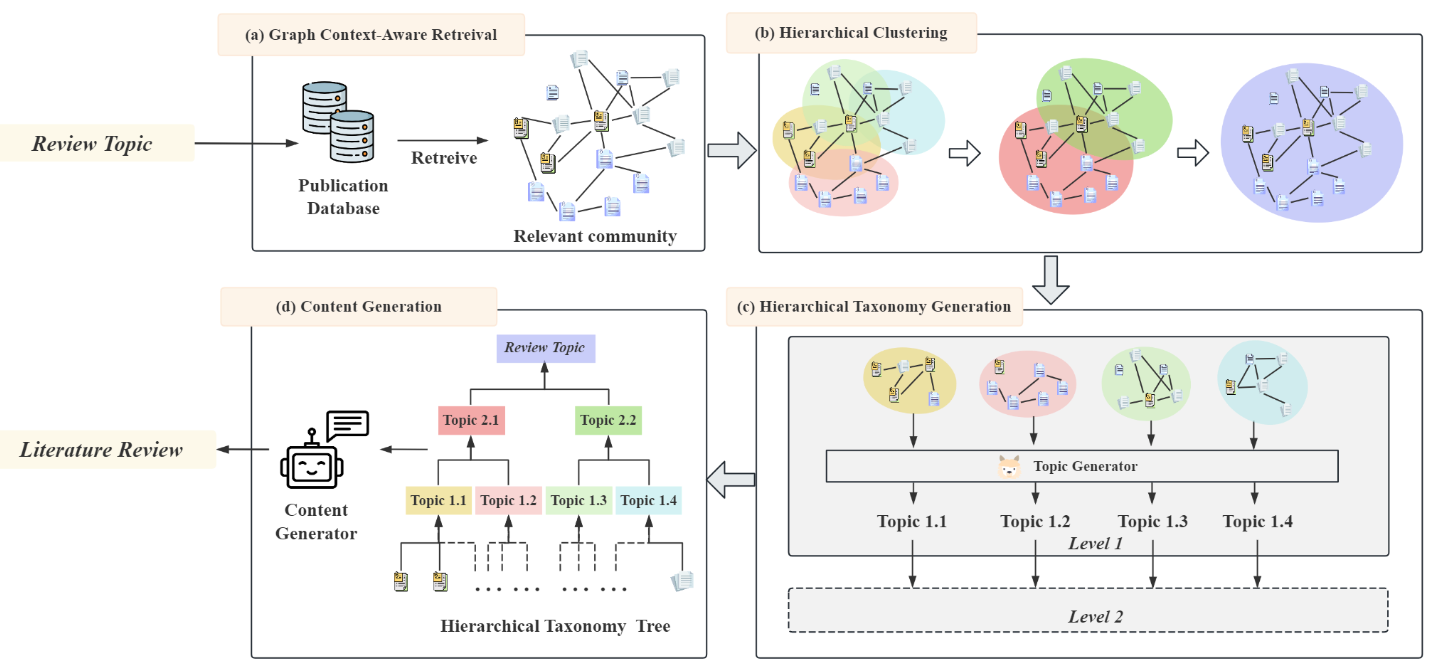 (a) Graph Context-Aware Retreival
Review Topic
Retreive
Publication
Database
Relevant community
(b) Hierarchical Clustering
(c) Hierarchical Taxonomy Generation
Topic Generator
Topic 1.1
Topic 1.2
Topic 1.3
Topic 1.4
Level 1
Level 2
(d) Content Generation
Review Topic
Topic 2.1
Topic 2.2
Topic 1.1
Topic 1.2
Topic 1.3
Topic 1.4
Literature Review
Content
Generator
Hierarchical Taxonomy Tree